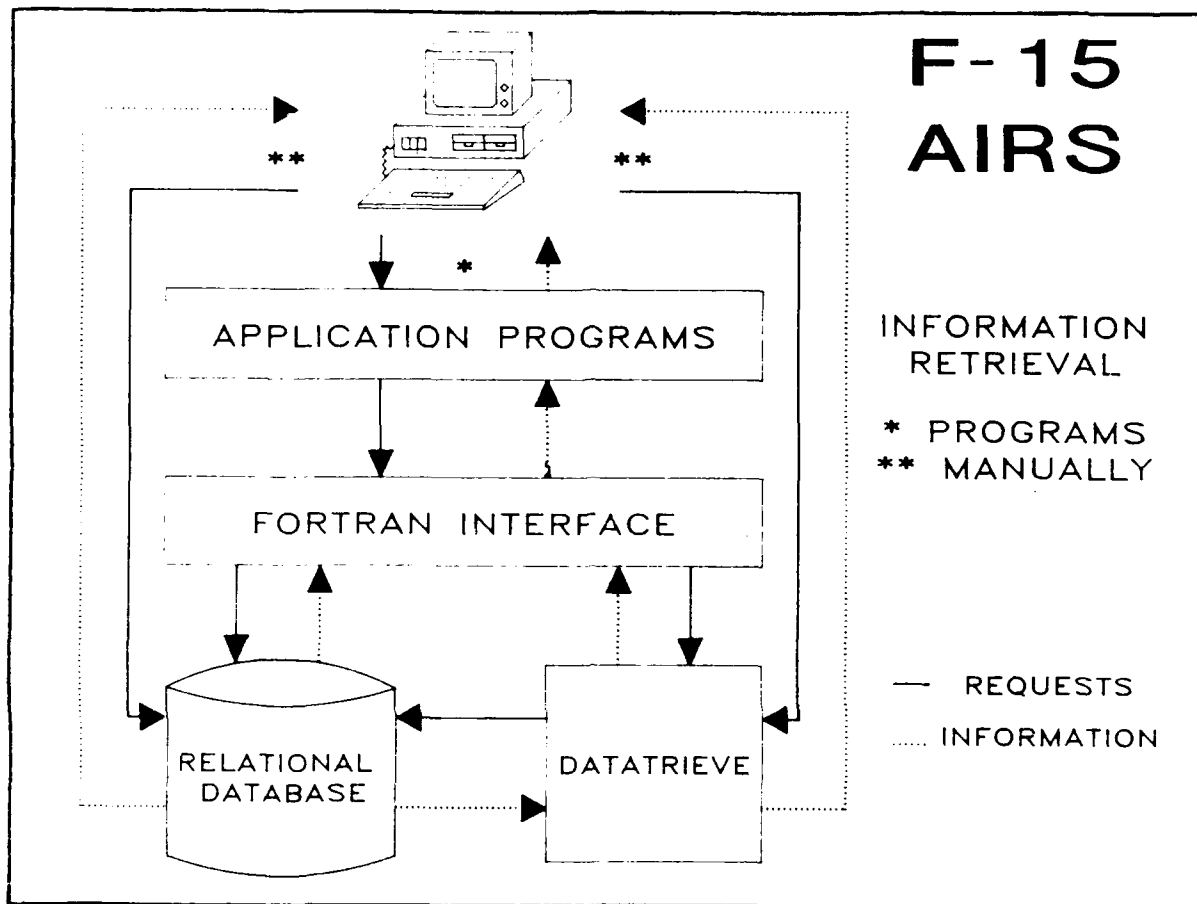 F-15
AIRS
**
**
*
APPLICATION PROGRAMS
INFORMATION
RETRIEVAL
* PROGRAMS
** MANUALLY
FORTRAN INTERFACE
RELATIONAL
DATABASE
DATATRIEVE
REQUESTS
INFORMATION